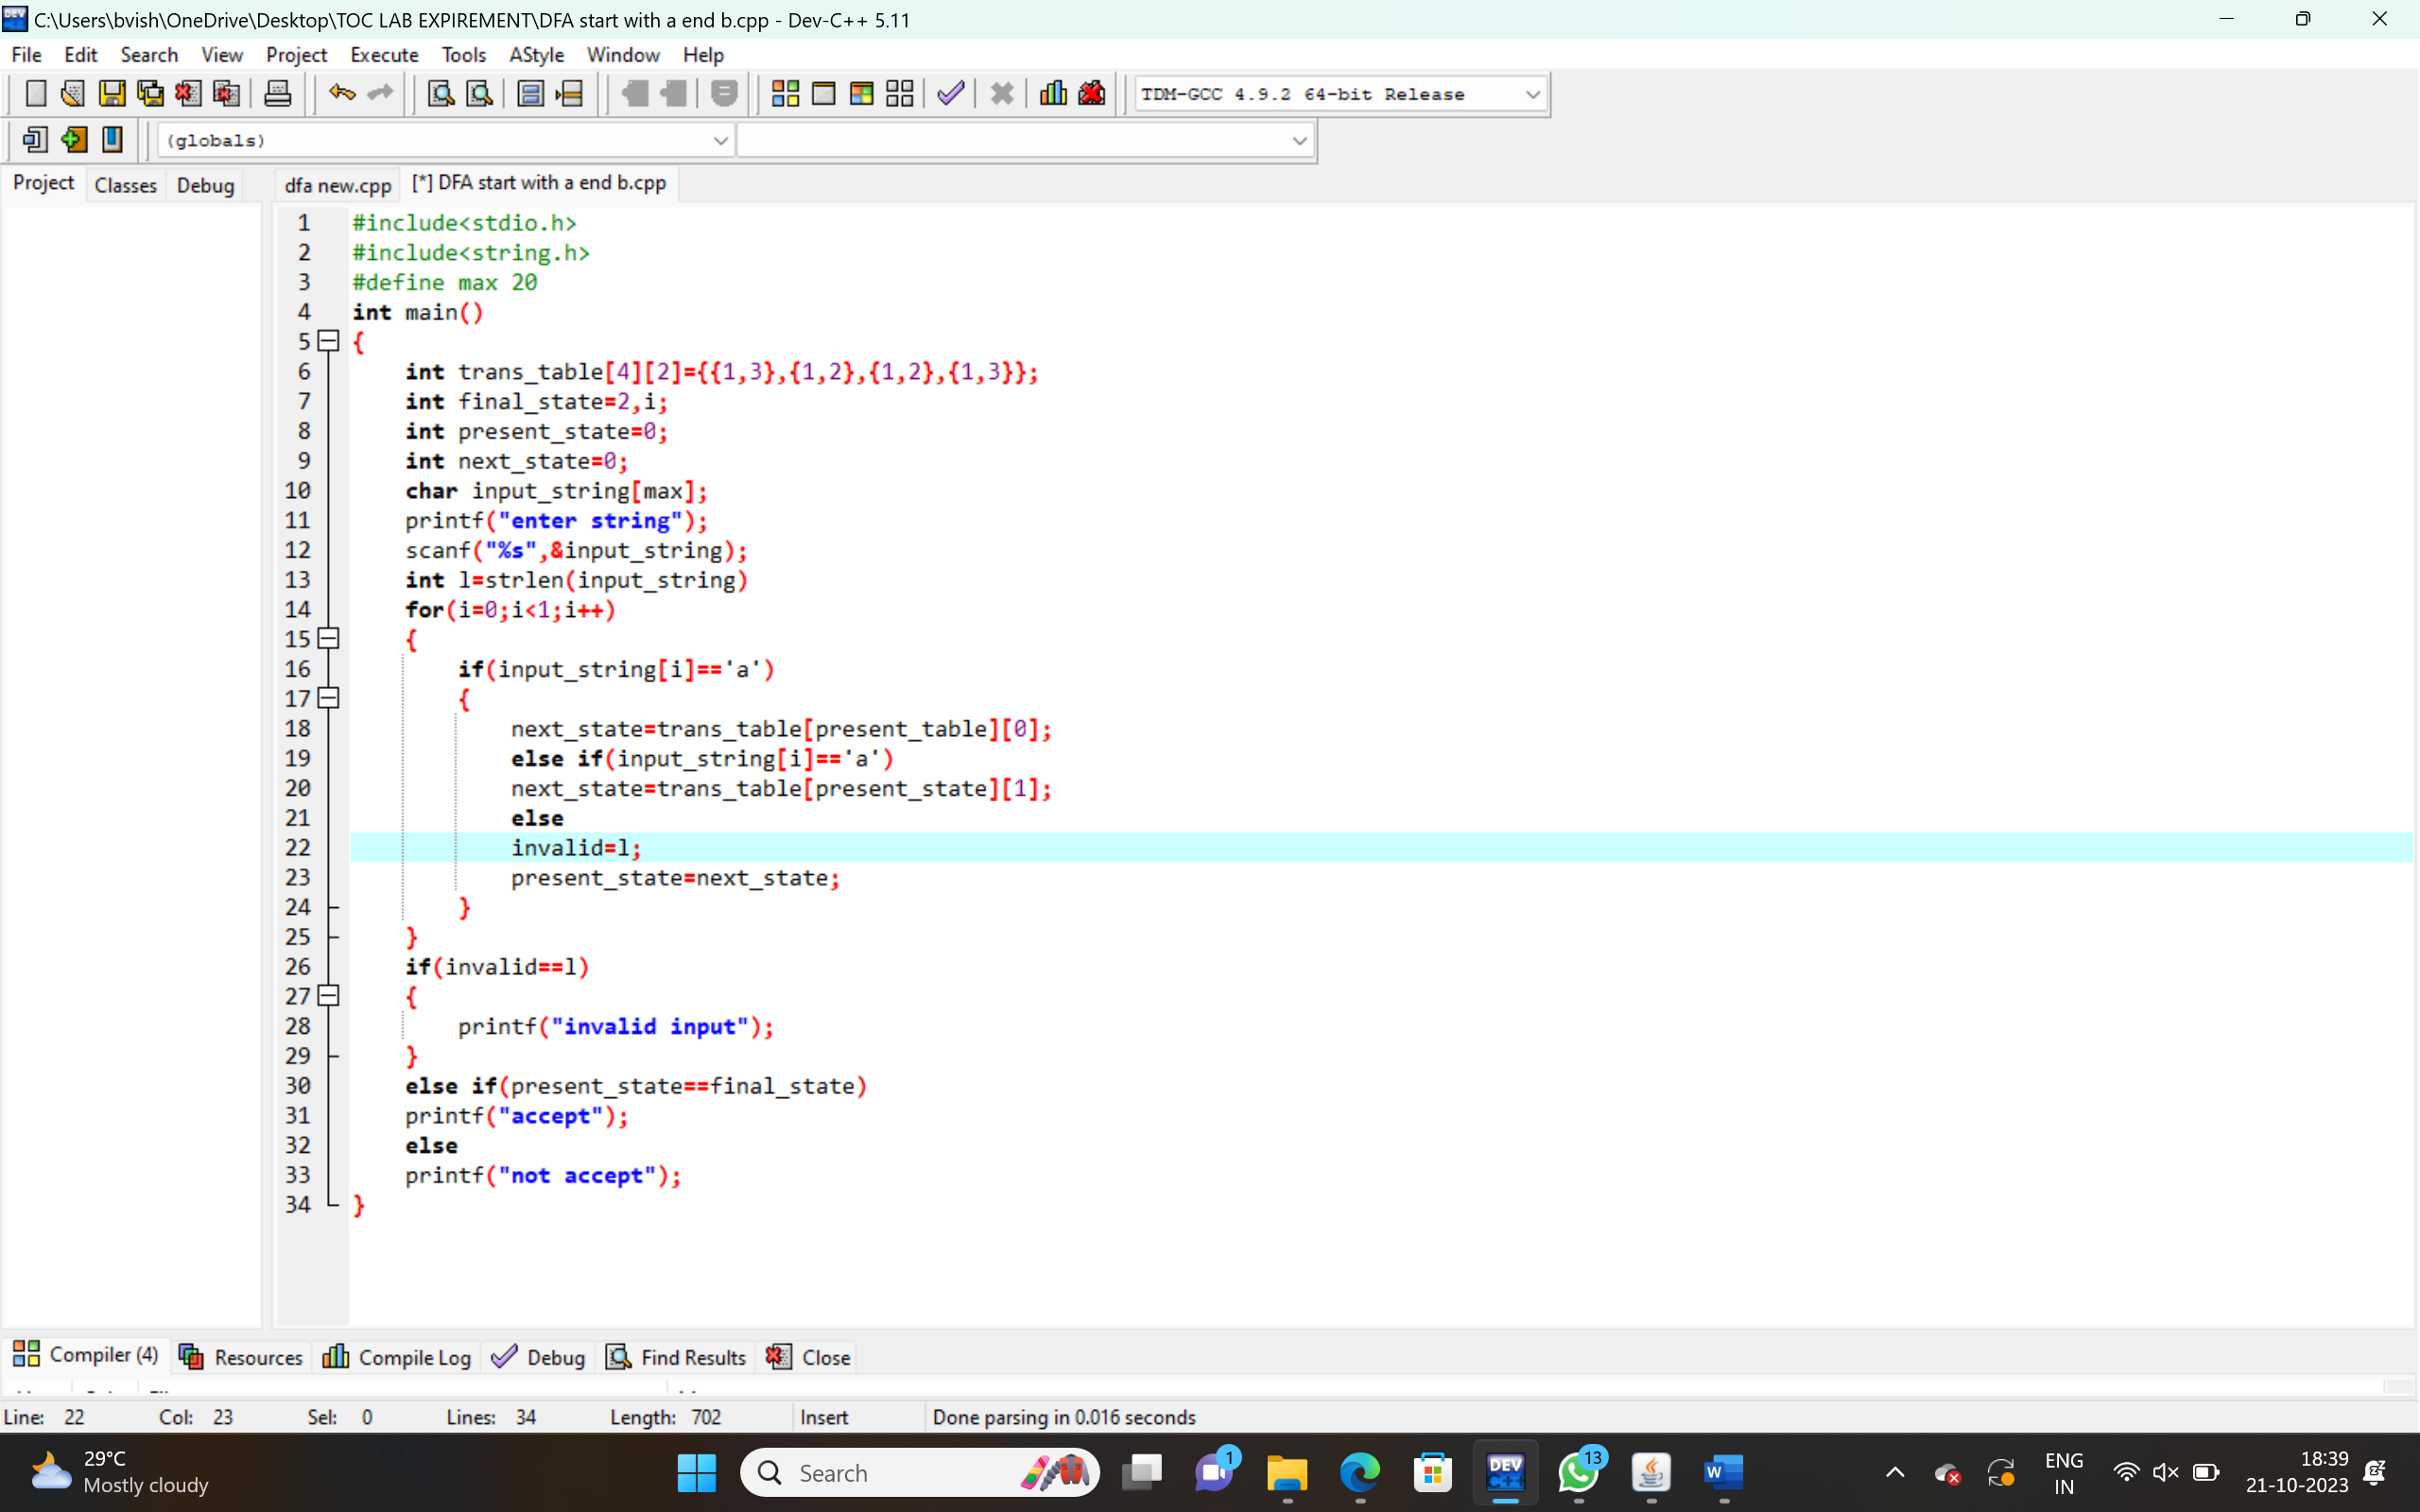 C:\Users\bvish\OneDrive\Desktop\TOC LAB EXPIREMENT\DFA start with a end b.cpp - Dev-C++ 5.11
File Edit Search View Project Execute Tools AStyle Window Help
TDM-GCC 4.9.2 64-bit Release
(globals)
Project Classes Debug dfa new.cpp [*] DFA start with a end b.cpp
1 #include<stdio.h>
2 #include<string.h>
3 #define max 20
4 int main()
5 {
6 int trans_table[4][2]={{1,3},{1,2},{1,2},{1,3}};
7 int final_state=2,i;
8 int present_state=0;
9 int next_state=0;
10 char input_string[max];
11 printf("enter string");
12 scanf("%s",&input_string);
13 int l=strlen(input_string)
14 for(i=0;i<1;i++)
15 {
16 if(input_string[i]=='a')
17 {
18 next_state=trans_table[present_table][0];
19 else if(input_string[i]=='a')
20 next_state=trans_table[present_state][1];
21 else
22 invalid=l;
23 present_state=next_state;
24 }
25 }
26 if(invalid==l)
27 {
28 printf("invalid input");
29 }
30 else if(present_state==final_state)
31 printf("accept");
32 else
33 printf("not accept");
34 }
Compiler (4) Resources Compile Log Debug Find Results Close
Line: 22 Col: 23 Sel: 0 Lines: 34 Length: 702 Insert Done parsing in 0.016 seconds
29°C
Mostly cloudy
Search
1
DEV
C++
13
W
ENG
IN
18:39
21-10-2023